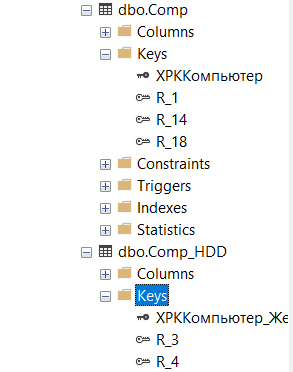 dbo.Comp
Columns
Keys
XPKКомпьютер
R_1
R_14
R_18
Constraints
Triggers
Indexes
Statistics
dbo.Comp_HDD
Columns
Keys
XPKКомпьютер_Же
R_3
R_4